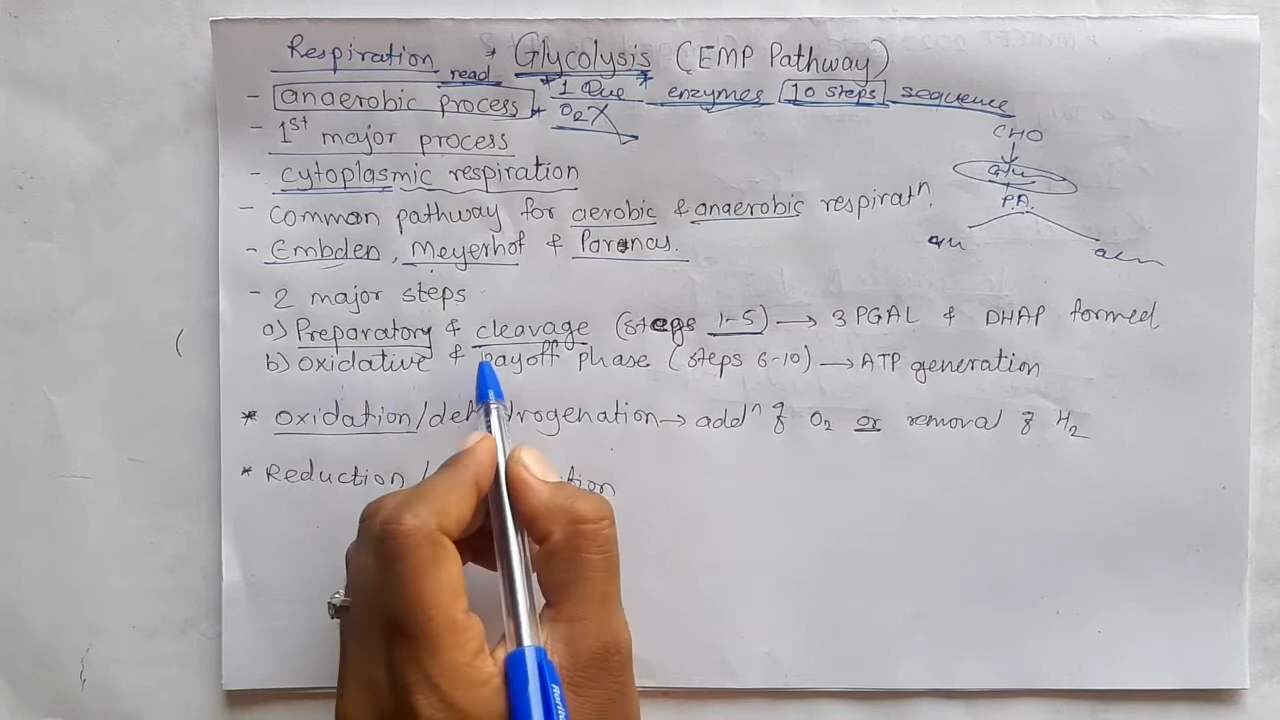 Respiration * Glycolysis (EMP Pathway)
read
- anaerobic process * 1 Que * enzymes 10 steps sequence
* O2X
- 1st major process
CHO
- cytoplasmic respiration
P.A.
- Common pathway for aerobic & anaerobic respiratn.
- Embden, Meyerhof & Parenas.
- 2 major steps
a) Preparatory & cleavage (steps 1-5) → 3 PGAL & DHAP formed
b) Oxidative & payoff phase (steps 6-10) → ATP generation
* Oxidation/ → addn of O2 or removal of H2
* Reduction /